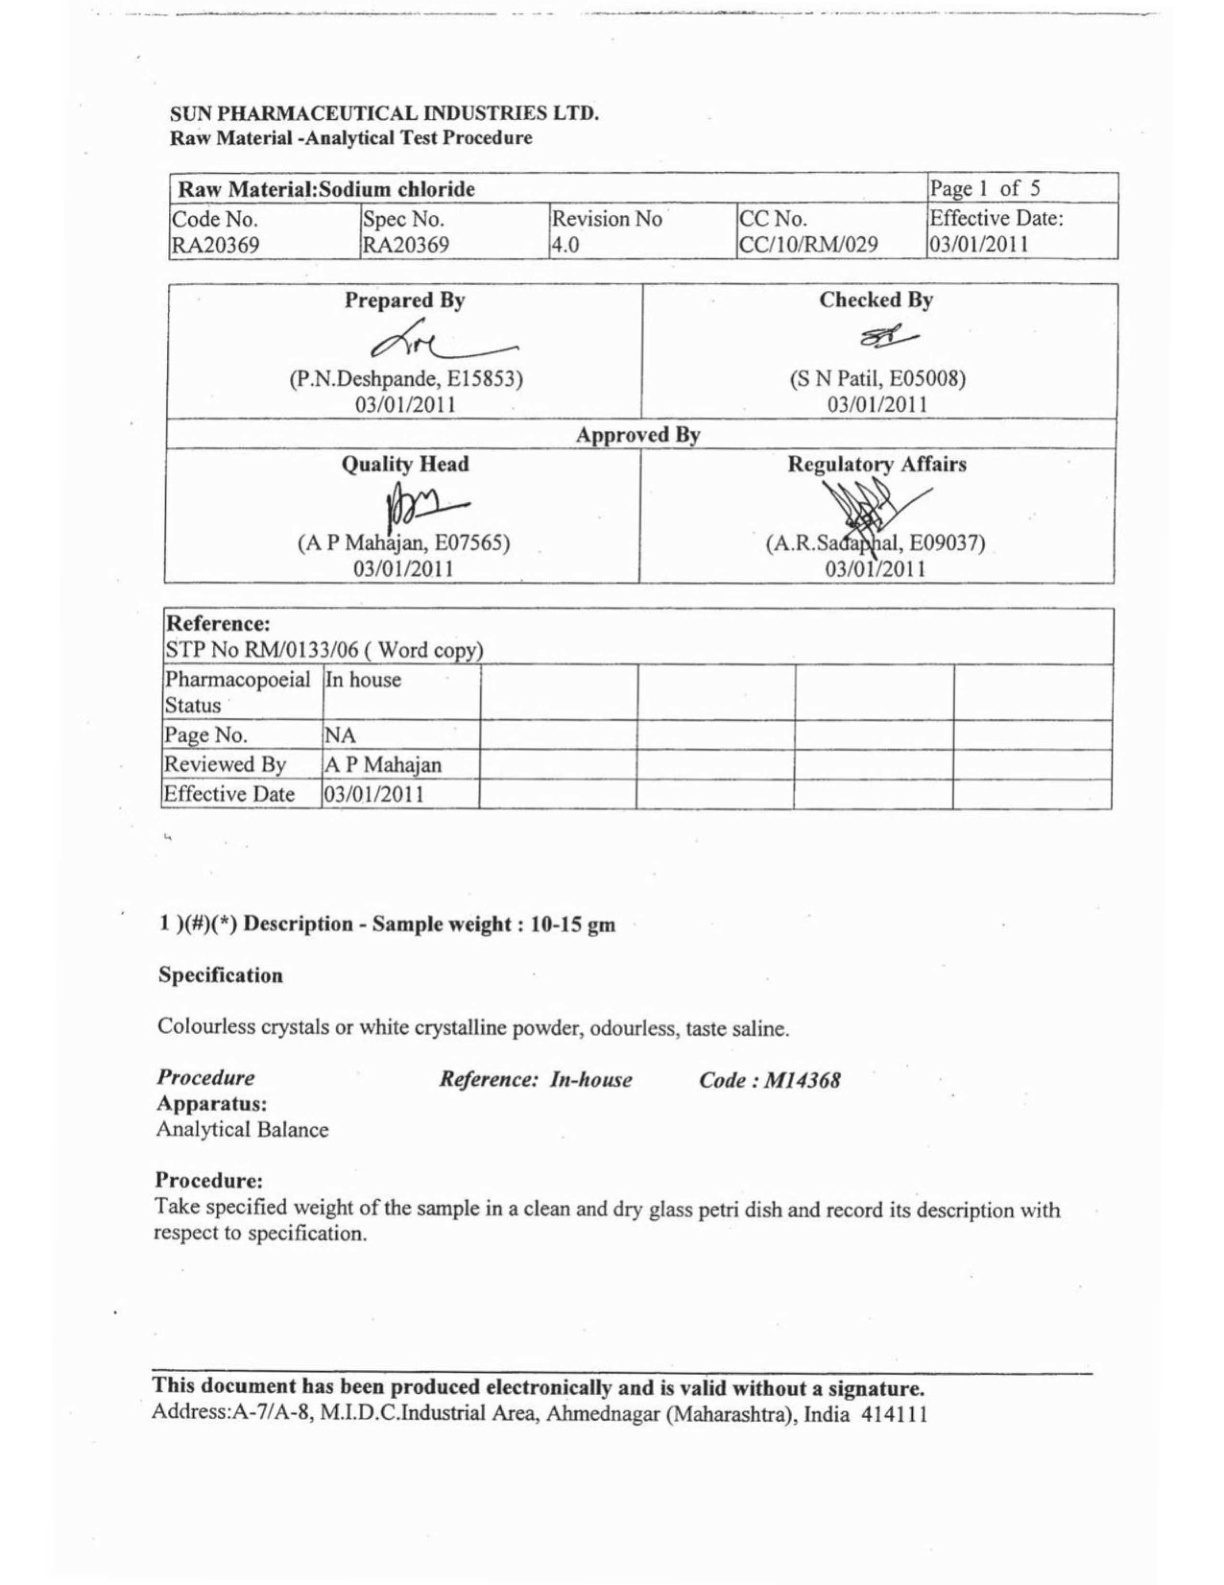 SUN PHARMACEUTICAL INDUSTRIES LTD.
Raw Material -Analytical Test Procedure
Raw Material:Sodium chloride Page 1 of 5
Code No. Spec No. Revision No CC No. Effective Date:
RA20369 RA20369 4.0 CC/10/RM/029 03/01/2011
Prepared By Checked By
(P.N.Deshpande, E15853) (S N Patil, E05008)
03/01/2011 03/01/2011
Approved By
Quality Head Regulatory Affairs
(A P Mahajan, E07565) (A.R.Sadaphal, E09037)
03/01/2011 03/01/2011
Reference:
STP No RM/0133/06 ( Word copy)
Pharmacopoeial In house
Status
Page No. NA
Reviewed By A P Mahajan
Effective Date 03/01/2011
1 )(#)(*) Description - Sample weight : 10-15 gm
Specification
Colourless crystals or white crystalline powder, odourless, taste saline.
Procedure Reference: In-house Code : M14368
Apparatus:
Analytical Balance
Procedure:
Take specified weight of the sample in a clean and dry glass petri dish and record its description with
respect to specification.
This document has been produced electronically and is valid without a signature.
Address:A-7/A-8, M.I.D.C.Industrial Area, Ahmednagar (Maharashtra), India 414111